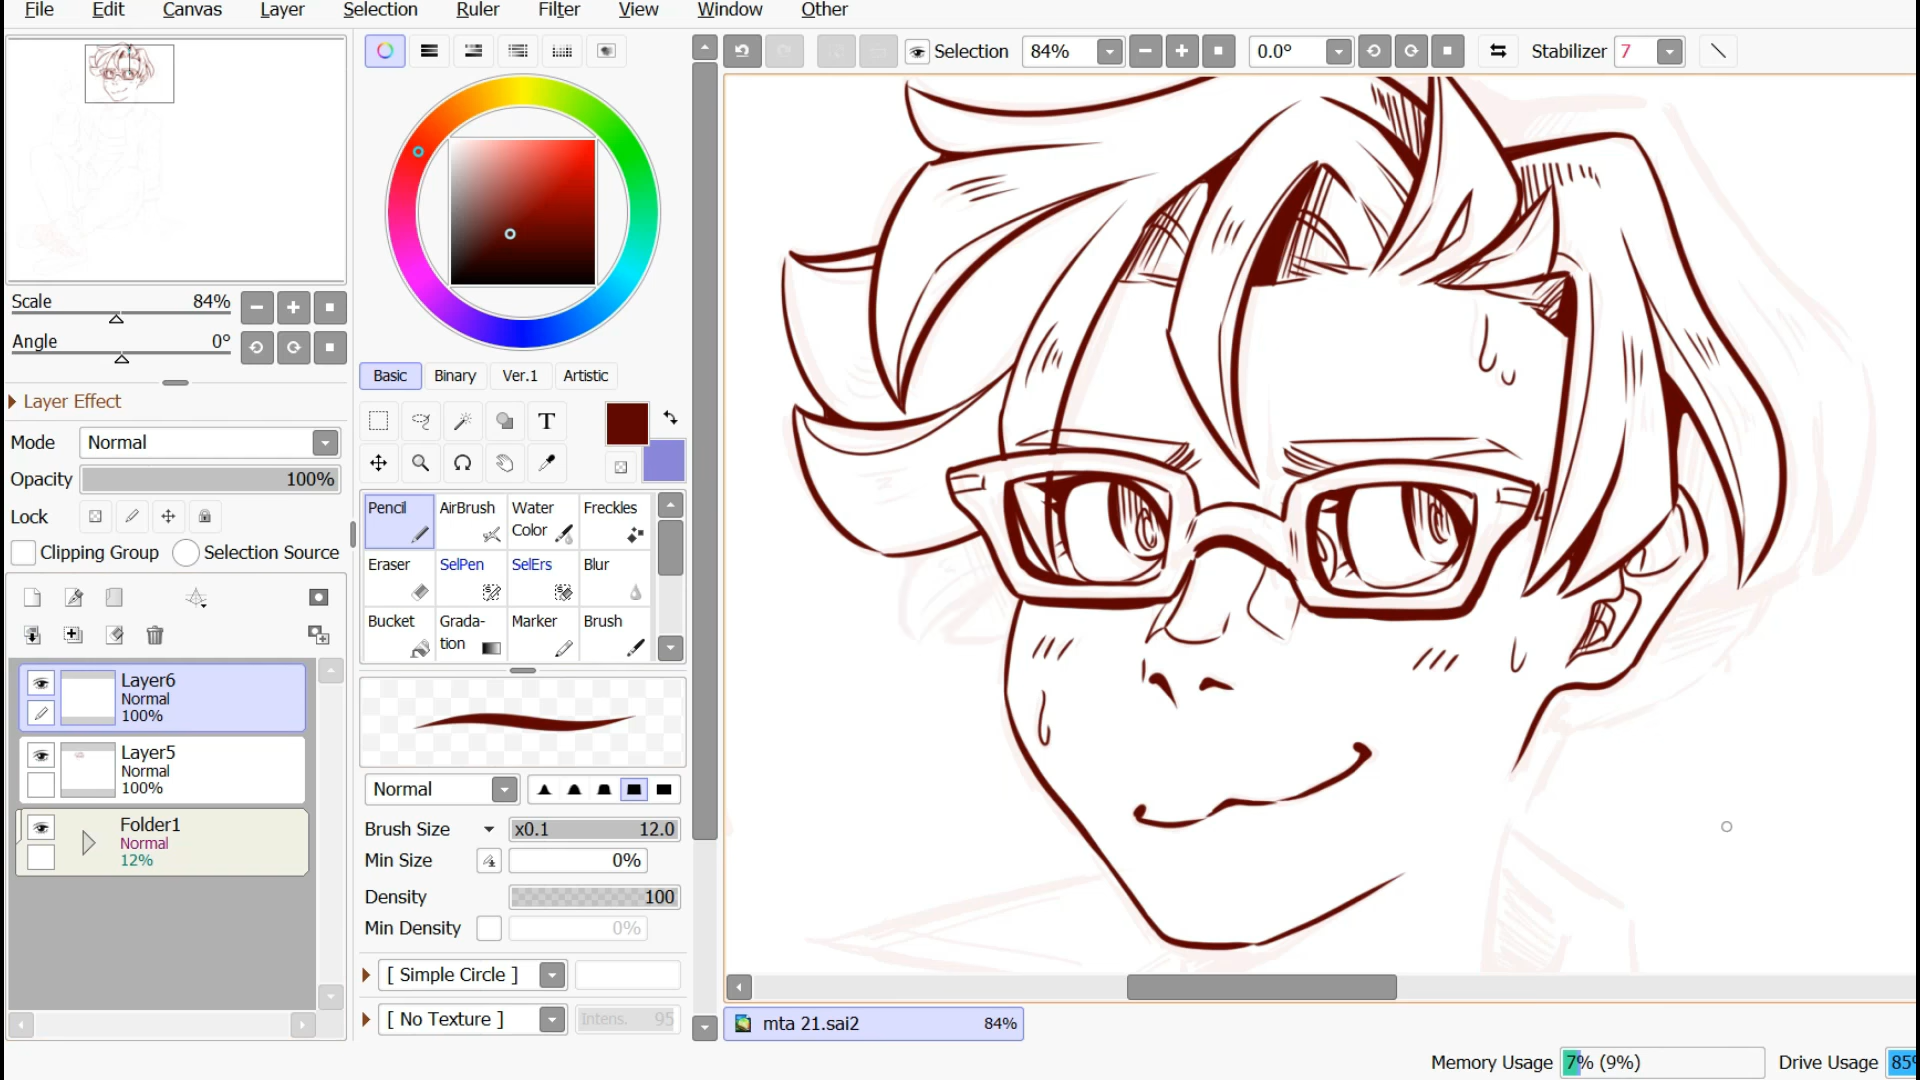 File Edit Canvas Layer Selection Ruler Filter View Window Other
Selection 84% 0.0° Stabilizer 7
Scale 84%
Angle 0°
Layer Effect
Mode Normal
Opacity 100%
Lock
Clipping Group Selection Source
Layer6
Normal
100%
Layer5
Normal
100%
Folder1
Normal
12%
Basic Binary Ver.1 Artistic
T
Pencil AirBrush Water Color Freckles
Eraser SelPen SelErs Blur
Bucket Grada-tion Marker Brush
Normal
Brush Size x0.1 12.0
Min Size 0%
Density 100
Min Density 0%
[ Simple Circle ]
[ No Texture ] Intens. 95
mta 21.sai2 84%
Memory Usage 7% (9%) Drive Usage 85%